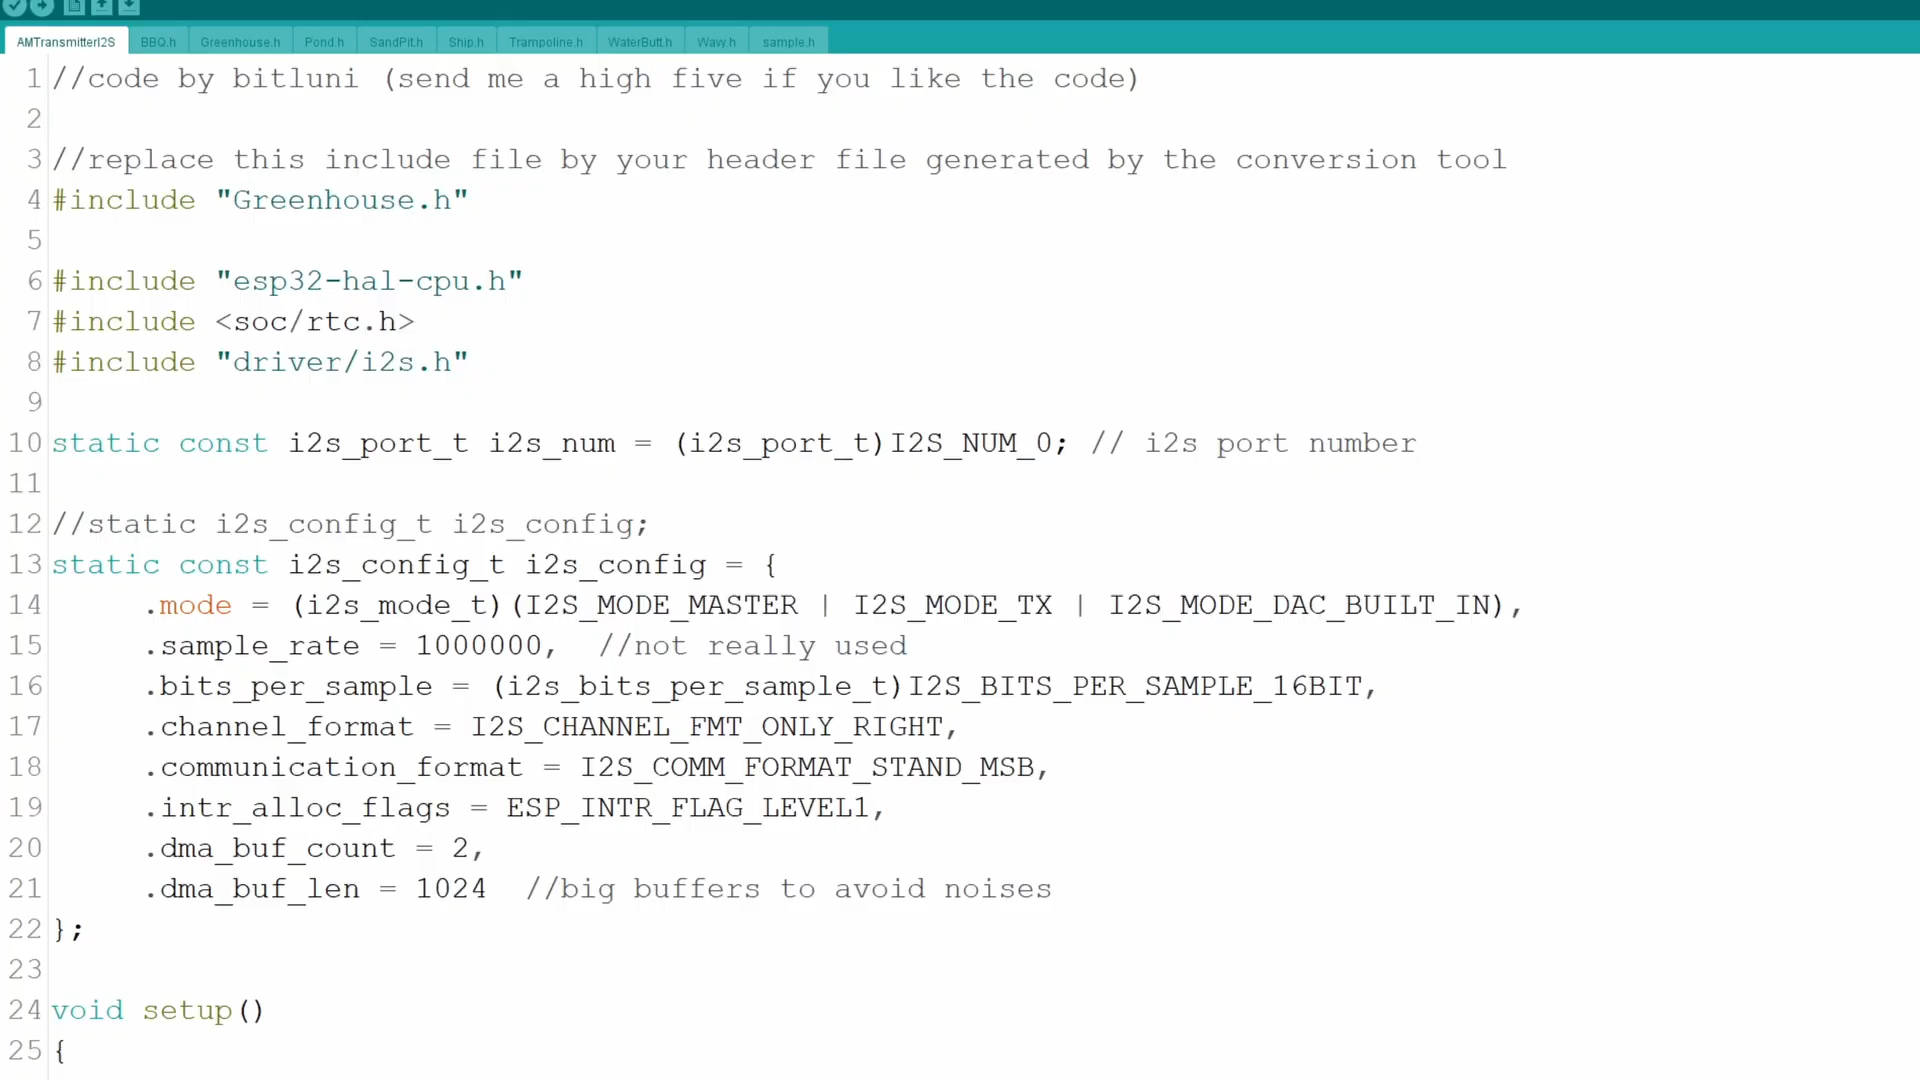 AMTransmitterI2S BBQ.h Greenhouse.h Pond.h SandPit.h Ship.h Trampoline.h WaterButt.h Wavy.h sample.h
1 //code by bitluni (send me a high five if you like the code)
2
3 //replace this include file by your header file generated by the conversion tool
4 #include "Greenhouse.h"
5
6 #include "esp32-hal-cpu.h"
7 #include <soc/rtc.h>
8 #include "driver/i2s.h"
9
10 static const i2s_port_t i2s_num = (i2s_port_t)I2S_NUM_0; // i2s port number
11
12 //static i2s_config_t i2s_config;
13 static const i2s_config_t i2s_config = {
14 .mode = (i2s_mode_t)(I2S_MODE_MASTER | I2S_MODE_TX | I2S_MODE_DAC_BUILT_IN),
15 .sample_rate = 1000000, //not really used
16 .bits_per_sample = (i2s_bits_per_sample_t)I2S_BITS_PER_SAMPLE_16BIT,
17 .channel_format = I2S_CHANNEL_FMT_ONLY_RIGHT,
18 .communication_format = I2S_COMM_FORMAT_STAND_MSB,
19 .intr_alloc_flags = ESP_INTR_FLAG_LEVEL1,
20 .dma_buf_count = 2,
21 .dma_buf_len = 1024 //big buffers to avoid noises
22 };
23
24 void setup()
25 {